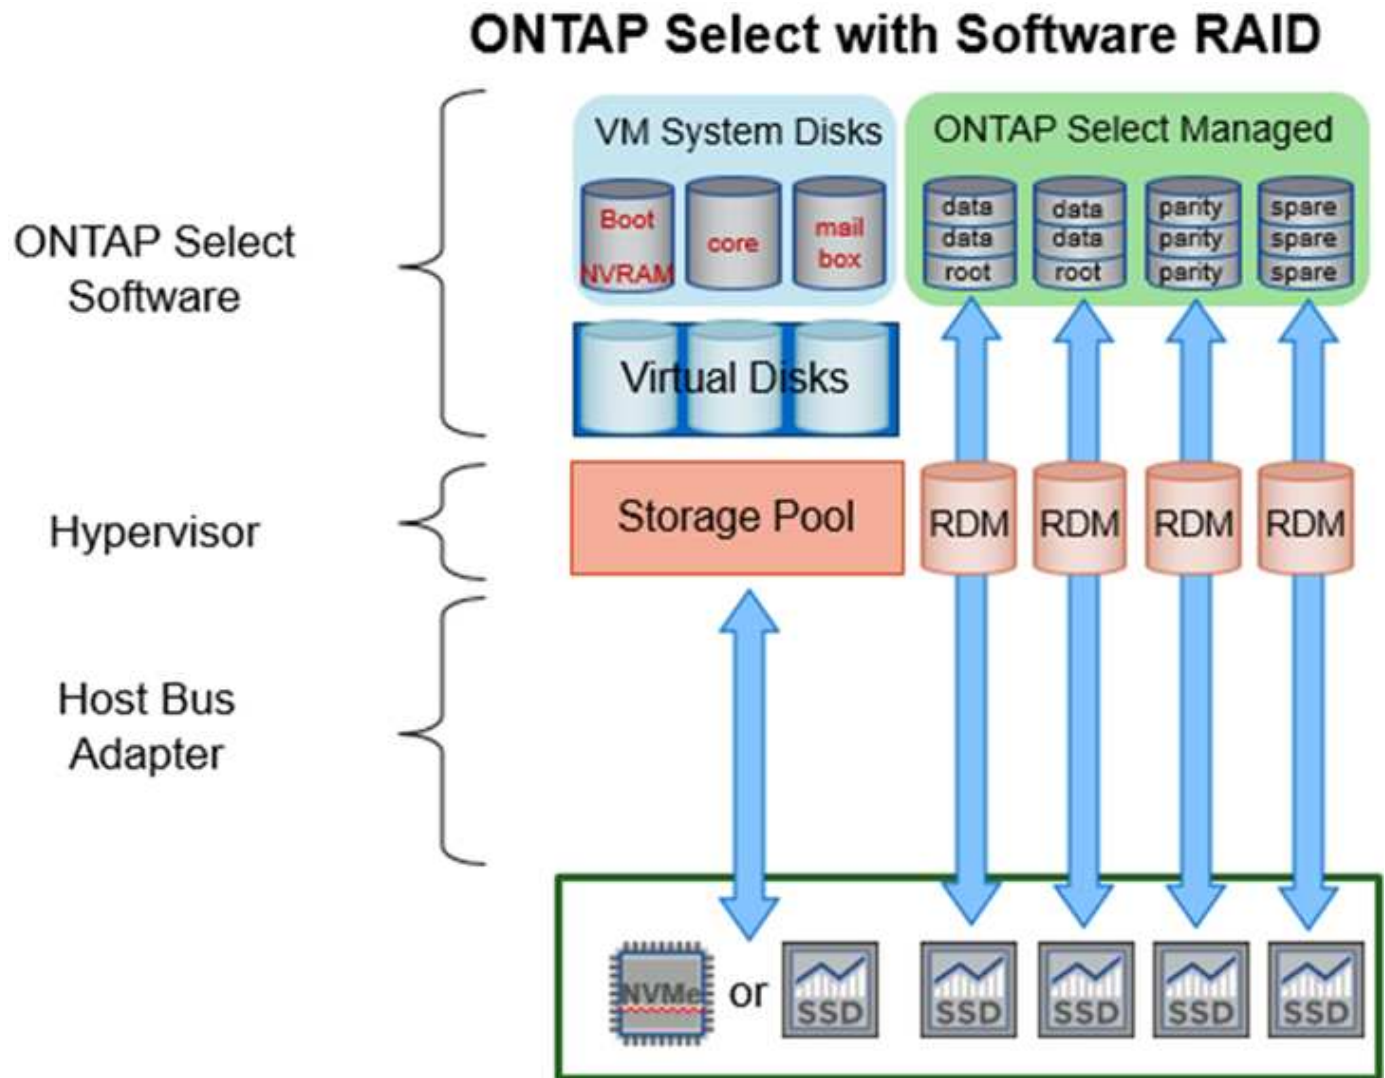 ONTAP Select with Software RAID
ONTAP Select
Software
VM System Disks
Boot
NVRAM
core
mail
box
ONTAP Select Managed
data
data
root
data
data
root
parity
parity
parity
spare
spare
spare
Virtual Disks
Hypervisor
Storage Pool
RDM
RDM
RDM
RDM
Host Bus
Adapter
NVMe
or
SSD
SSD
SSD
SSD
SSD